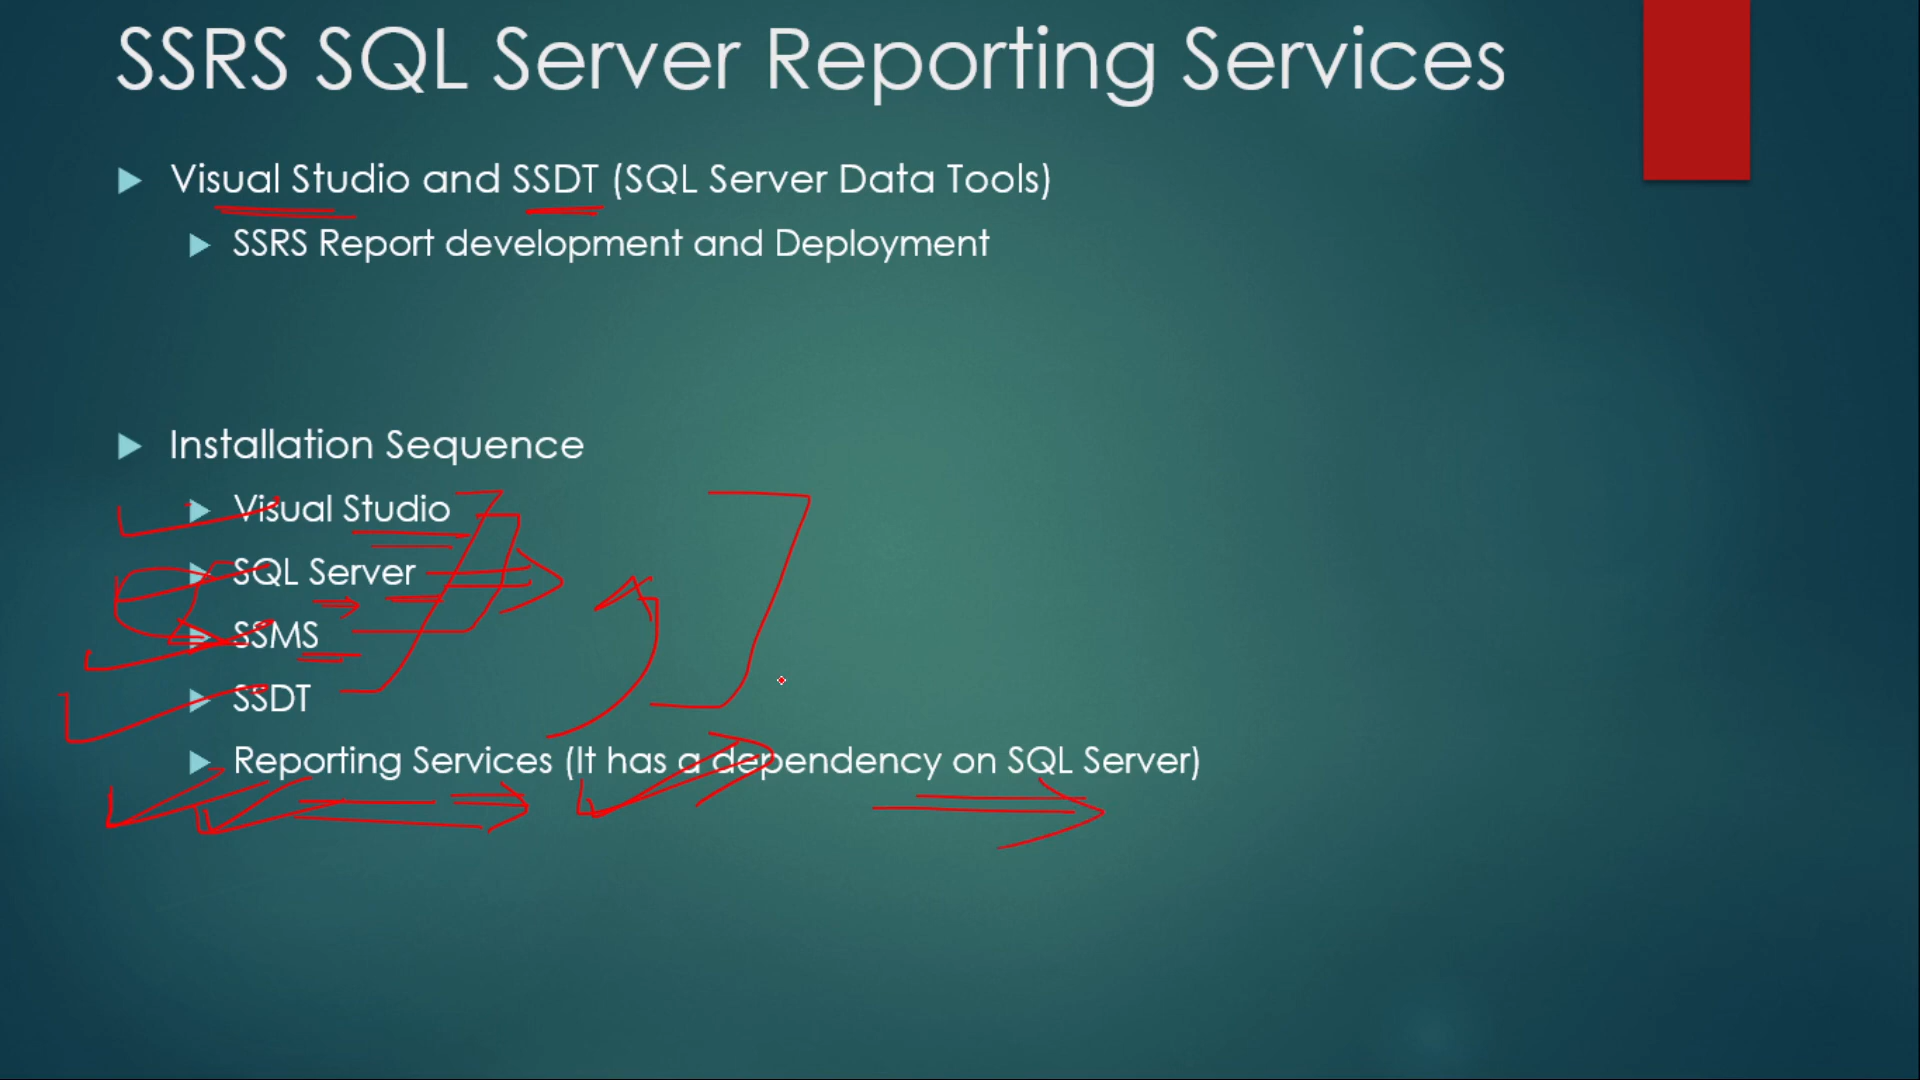 SSRS SQL Server Reporting Services
Visual Studio and SSDT (SQL Server Data Tools)
SSRS Report development and Deployment
Installation Sequence
Visual Studio
SQL Server
SSMS
SSDT
Reporting Services (It has a dependency on SQL Server)